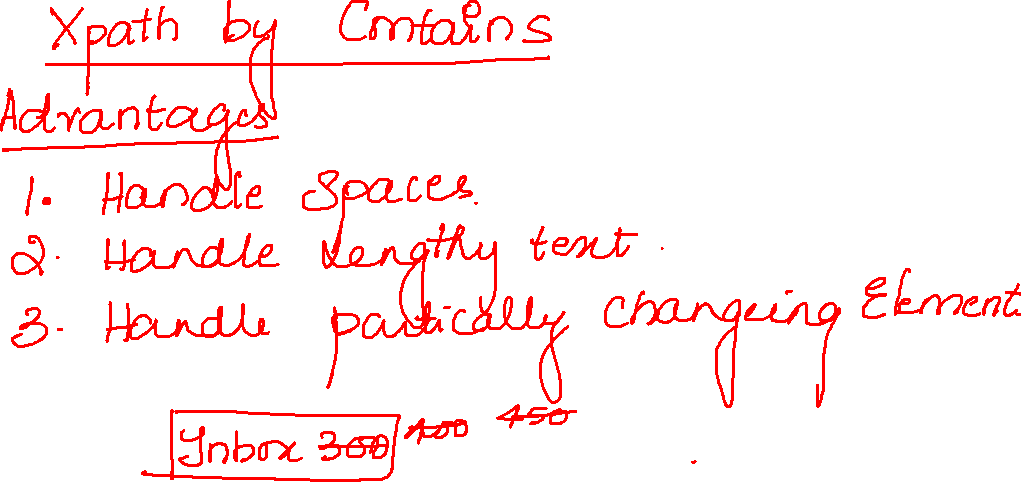 Xpath by Contains
Advantages
1. Handle Spaces.
2. Handle Lengthy text.
3. Handle partically changeing Element
Inbox 300 400 450